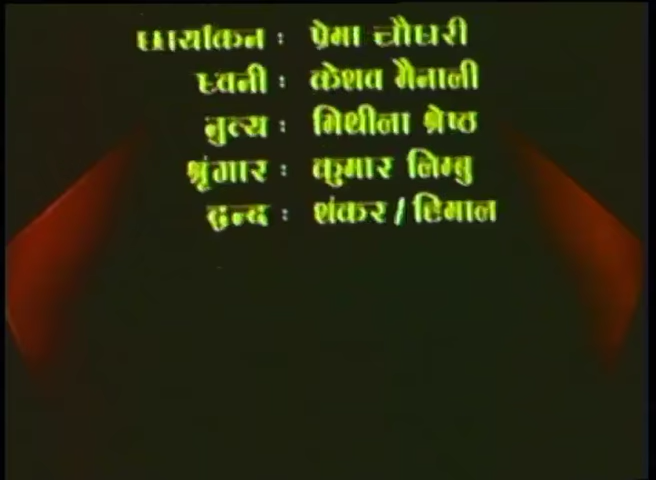 छायांकन : प्रेमा चौधरी
ध्वनी : केशव मैनाली
नृत्य : मिथीना श्रेष्ठ
श्रृंगार : कुमार लिम्बु
द्वन्द : शंकर / हिमाल